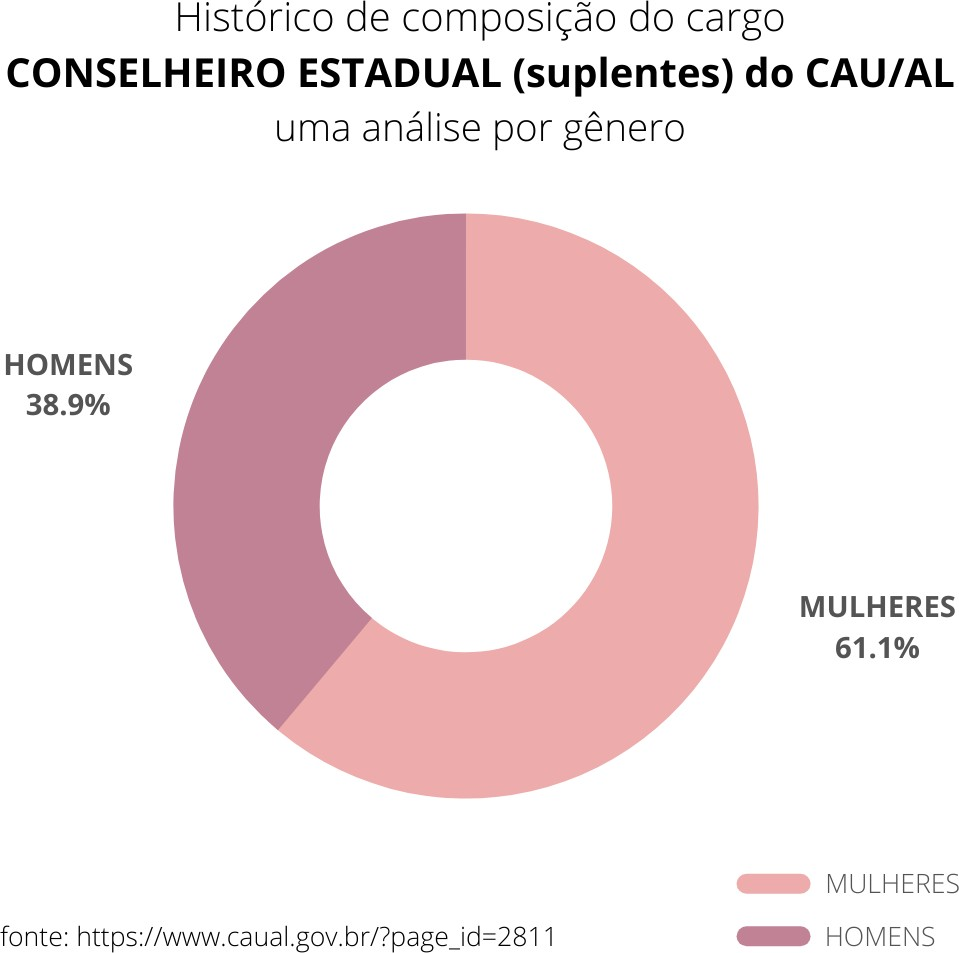 Histórico de composição do cargo
CONSELHEIRO ESTADUAL (suplentes) do CAU/AL
uma análise por gênero
HOMENS
38.9%
MULHERES
61.1%
MULHERES
HOMENS
fonte: https://www.caual.gov.br/?page_id=2811